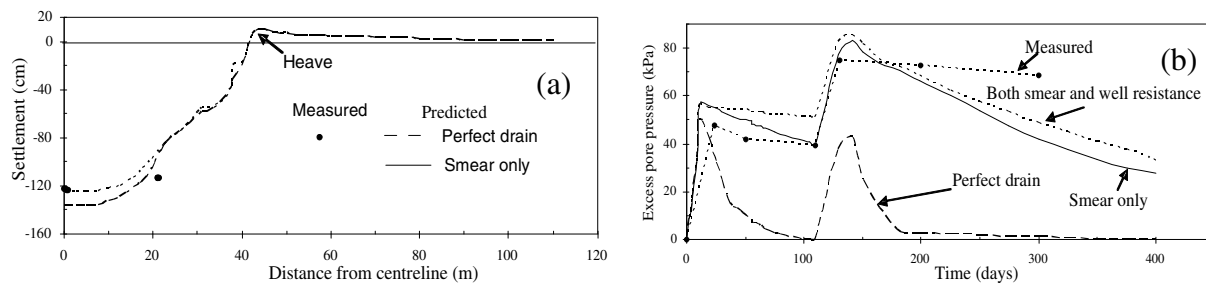 20
0
-40
-80
-120
-160
Settlement (cm)
0
20
40
60
80
100
120
Distance from centreline (m)
Heave
(a)
Measured
Predicted
Perfect drain
Smear only
80
60
40
20
0
Excess pore pressure (kPa)
0
100
200
300
400
Time (days)
(b)
Measured
Both smear and well resistance
Perfect drain
Smear only